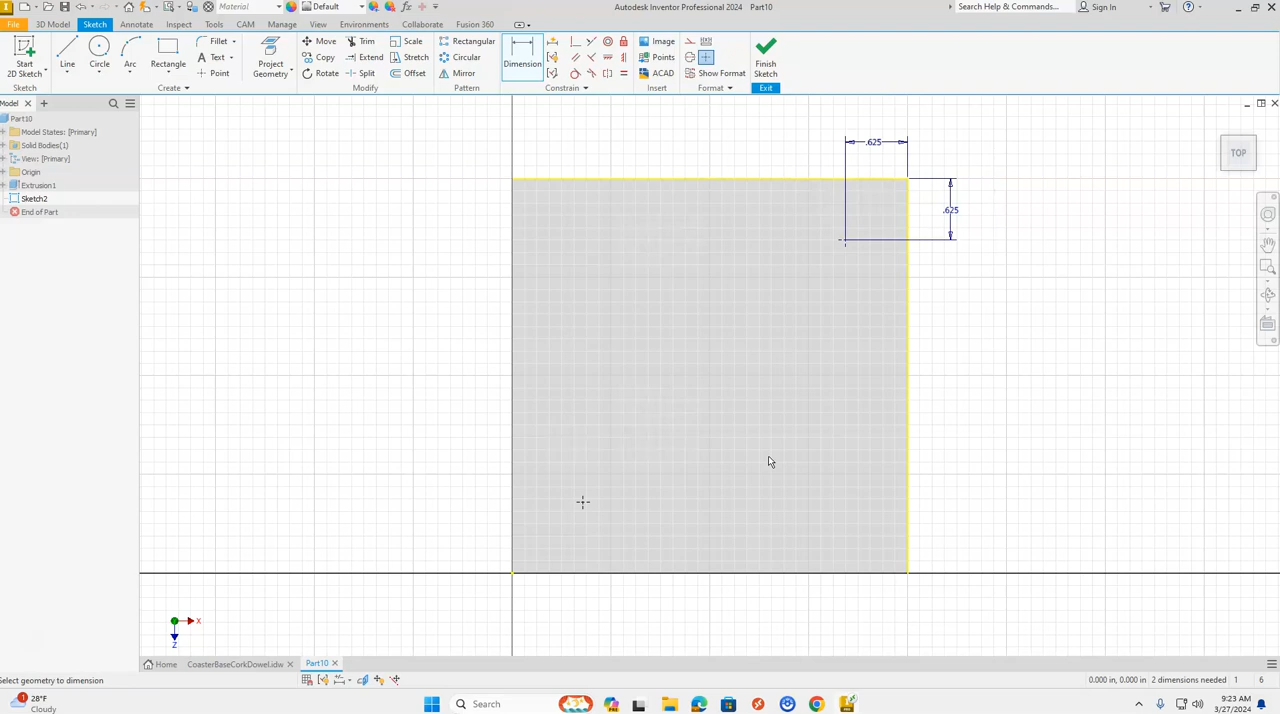 Material
Default
Autodesk Inventor Professional 2024 Part10
Search Help & Commands...
Sign In
File
3D Model
Sketch
Annotate
Inspect
Tools
CAM
Manage
View
Environments
Collaborate
Fusion 360
Start
2D Sketch
Line
Circle
Arc
Rectangle
Fillet
Text
Point
Project
Geometry
Move
Copy
Rotate
Trim
Extend
Split
Scale
Stretch
Offset
Rectangular
Circular
Mirror
Dimension
Image
Points
ACAD
Show Format
Finish
Sketch
Sketch
Create
Modify
Pattern
Constrain
Insert
Format
Exit
Model
Part10
Model States: [Primary]
Solid Bodies(1)
View: [Primary]
Origin
Extrusion1
Sketch2
End of Part
.625
.625
TOP
X
Z
Home
CoasterBaseCorkDowel.idw
Part10
Select geometry to dimension
0.000 in, 0.000 in
2 dimensions needed
1
6
28°F
Cloudy
1
Search
9:23 AM
3/27/2024